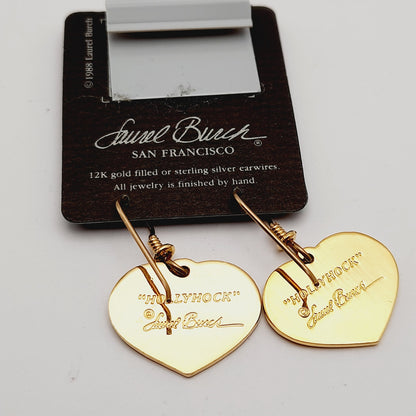 ©1988 Laurel Burch
Laurel Burch®
SAN FRANCISCO
12K gold filled or sterling silver earwires.
All jewelry is finished by hand.
"HOLLYHOCK"
© Laurel Burch
"HOLLYHOCK"
© Laurel Burch